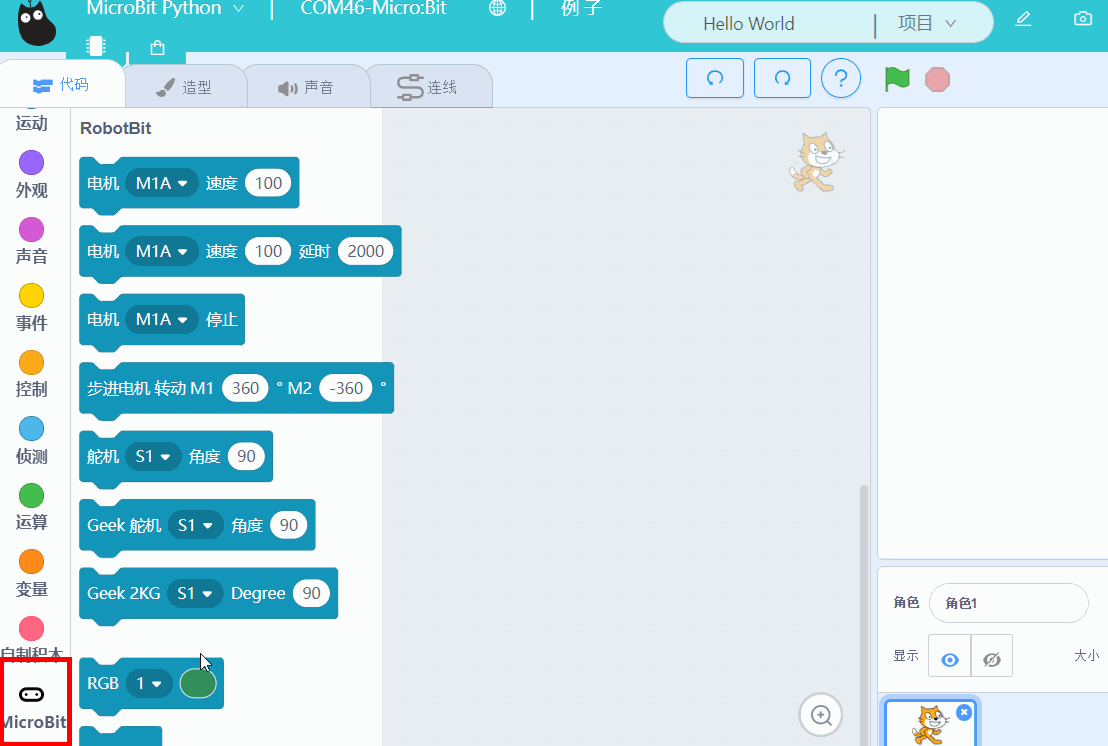 MicroBit Python
COM46-Micro:Bit
例子
Hello World
项目
代码
造型
声音
连线
?
运动
外观
声音
事件
控制
侦测
运算
变量
自制积木
MicroBit
RobotBit
电机 M1A 速度 100
电机 M1A 速度 100 延时 2000
电机 M1A 停止
步进电机 转动 M1 360 ° M2 -360 °
舵机 S1 角度 90
Geek 舵机 S1 角度 90
Geek 2KG S1 Degree 90
RGB 1
角色 角色1
显示
大小